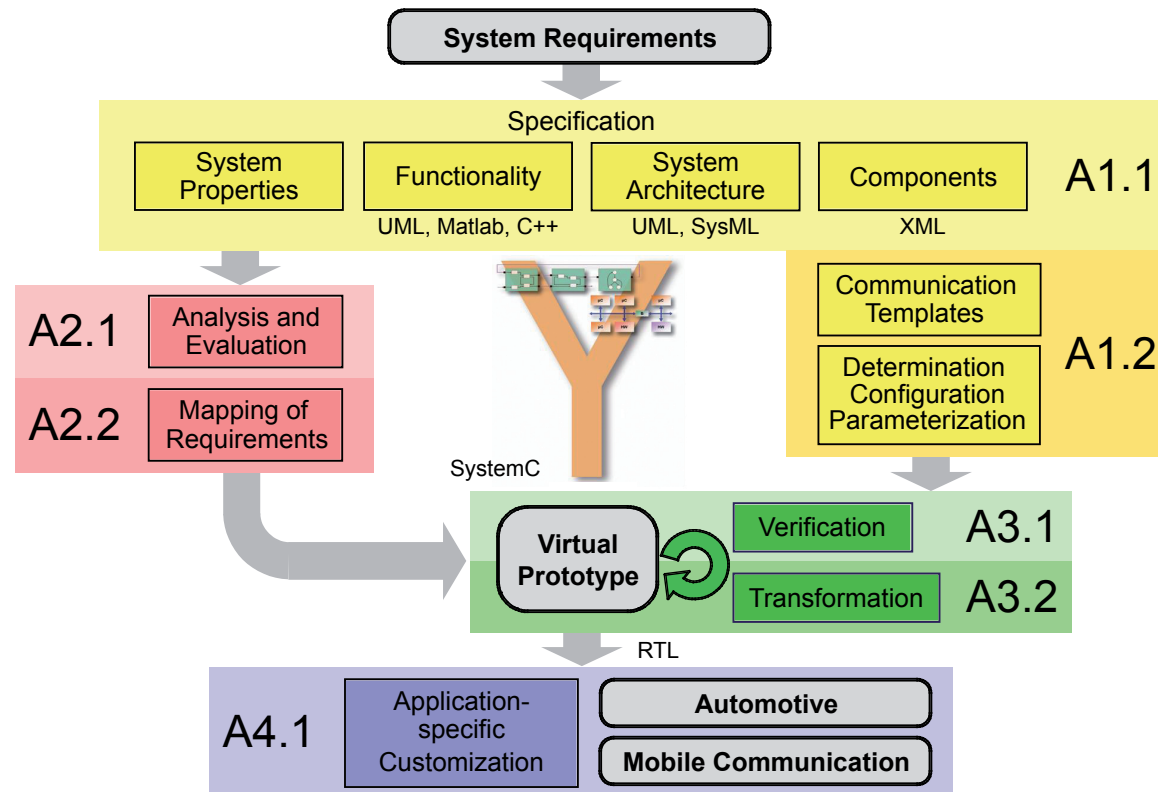 System Requirements
Specification
System
Properties
Functionality
System
Architecture
Components
A1.1
UML, Matlab, C++
UML, SysML
XML
A2.1
Analysis and
Evaluation
A2.2
Mapping of
Requirements
SystemC
Communication
Templates
Determination
Configuration
Parameterization
A1.2
Virtual
Prototype
Verification
A3.1
Transformation
A3.2
RTL
A4.1
Application-
specific
Customization
Automotive
Mobile Communication